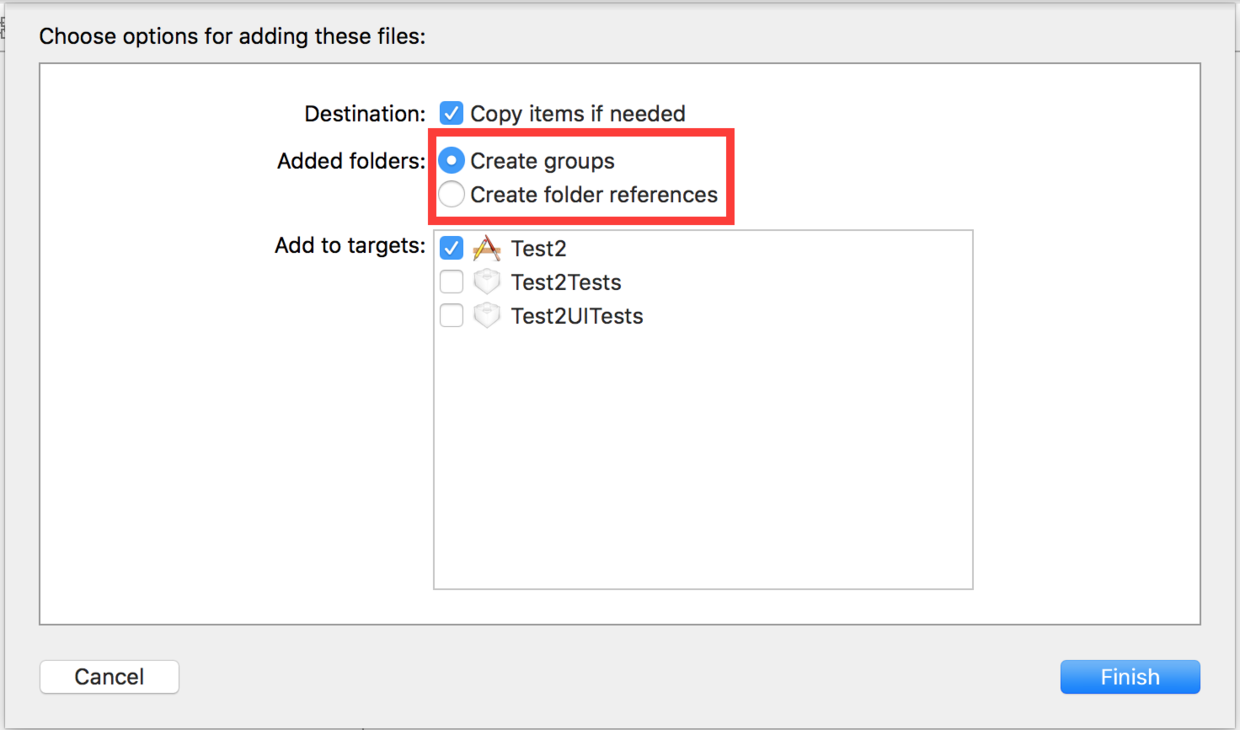 Choose options for adding these files:
Destination: Copy items if needed
Added folders: Create groups
Create folder references
Add to targets: Test2
Test2Tests
Test2UITests
Cancel Finish